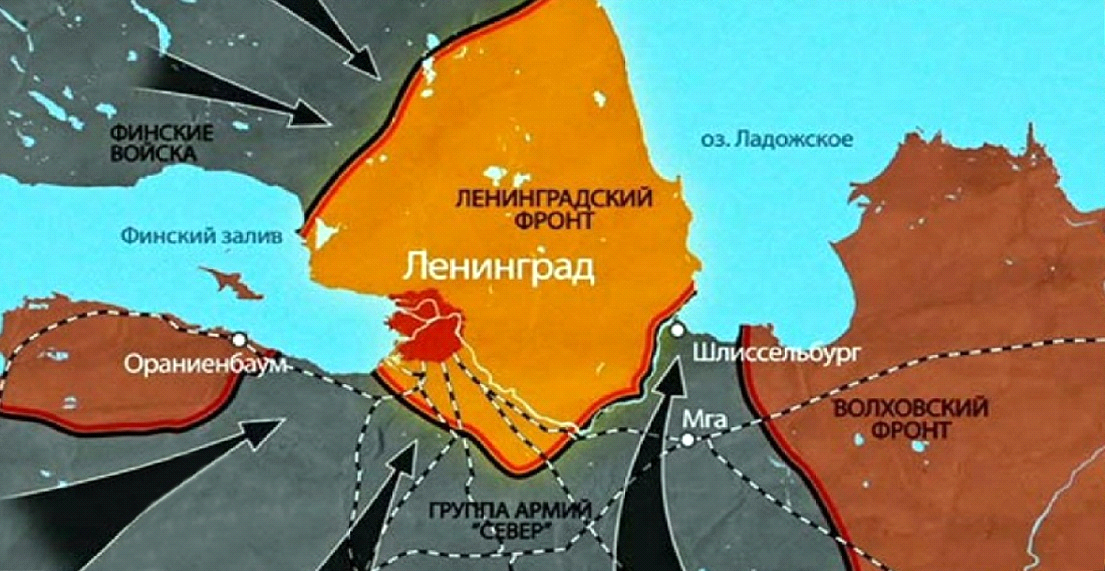 ФИНСКИЕ
ВОЙСКА
оз. Ладожское
ЛЕНИНГРАДСКИЙ
ФРОНТ
Финский залив
Ленинград
Ораниенбаум
Шлиссельбург
Мга
ВОЛХОВСКИЙ
ФРОНТ
ГРУППА АРМИЙ
"СЕВЕР"